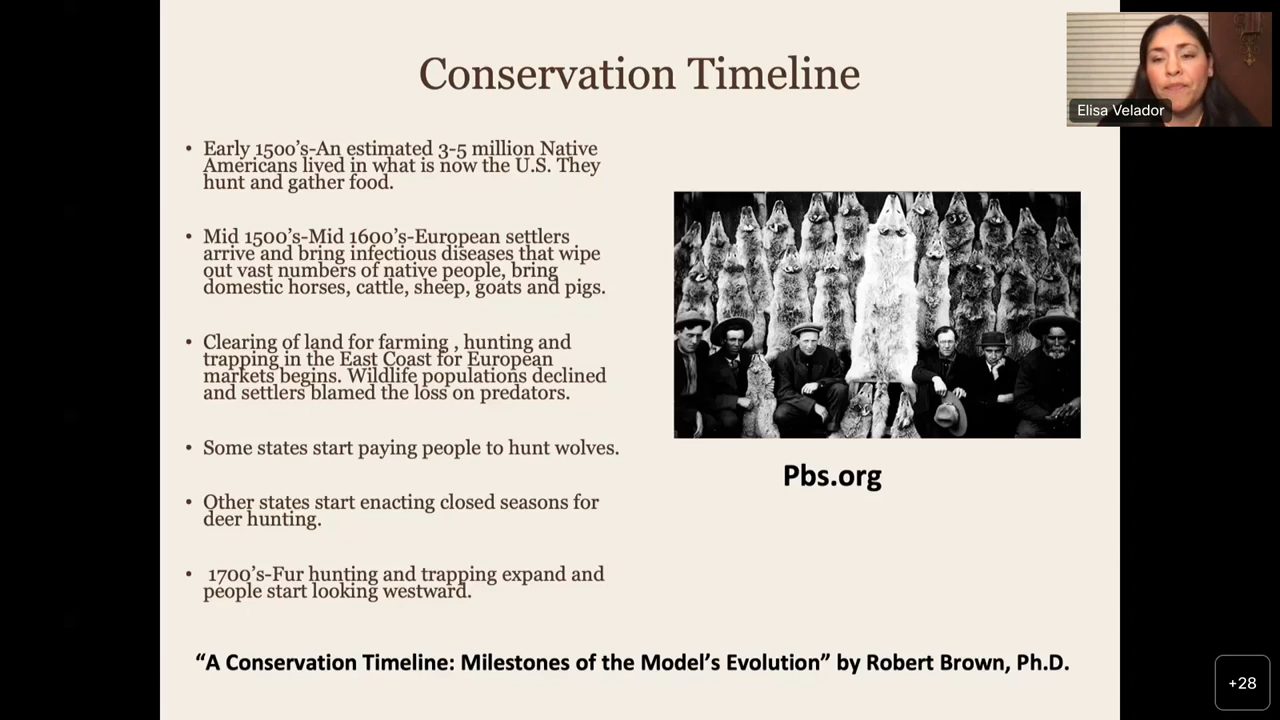 Conservation Timeline
Elisa Velador
• Early 1500's-An estimated 3-5 million Native
Americans lived in what is now the U.S. They
hunt and gather food.
• Mid 1500's-Mid 1600's-European settlers
arrive and bring infectious diseases that wipe
out vast numbers of native people, bring
domestic horses, cattle, sheep, goats and pigs.
• Clearing of land for farming , hunting and
trapping in the East Coast for European
markets begins. Wildlife populations declined
and settlers blamed the loss on predators.
• Some states start paying people to hunt wolves.
• Other states start enacting closed seasons for
deer hunting.
• 1700's-Fur hunting and trapping expand and
people start looking westward.
Pbs.org
“A Conservation Timeline: Milestones of the Model’s Evolution” by Robert Brown, Ph.D.
+28